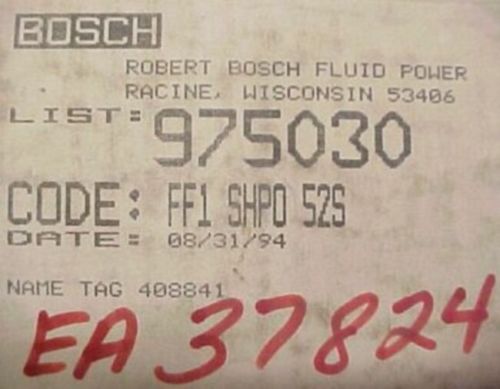 BOSCH
ROBERT BOSCH FLUID POWER
RACINE, WISCONSIN 53406
LIST: 975030
CODE: FF1 SHPO 52S
DATE: 08/31/94
NAME TAG 408841
EA 37824